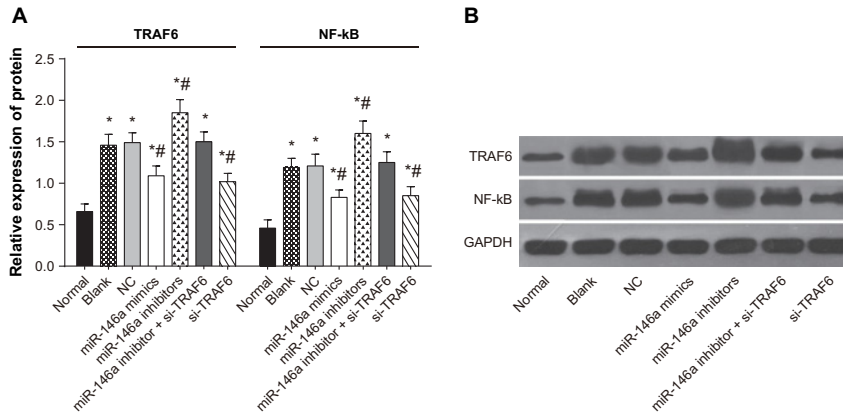 A
TRAF6
NF-kB
Relative expression of protein
2.5
2.0
1.5
1.0
0.5
0.0
*
*
*#
*#
*
*#
*
*
*#
*#
*
*#
Normal
Blank
NC
miR-146a mimics
miR-146a inhibitors
miR-146a inhibitor + si-TRAF6
si-TRAF6
Normal
Blank
NC
miR-146a mimics
miR-146a inhibitors
miR-146a inhibitor + si-TRAF6
si-TRAF6
B
TRAF6
NF-kB
GAPDH
Normal
Blank
NC
miR-146a mimics
miR-146a inhibitors
miR-146a inhibitor + si-TRAF6
si-TRAF6